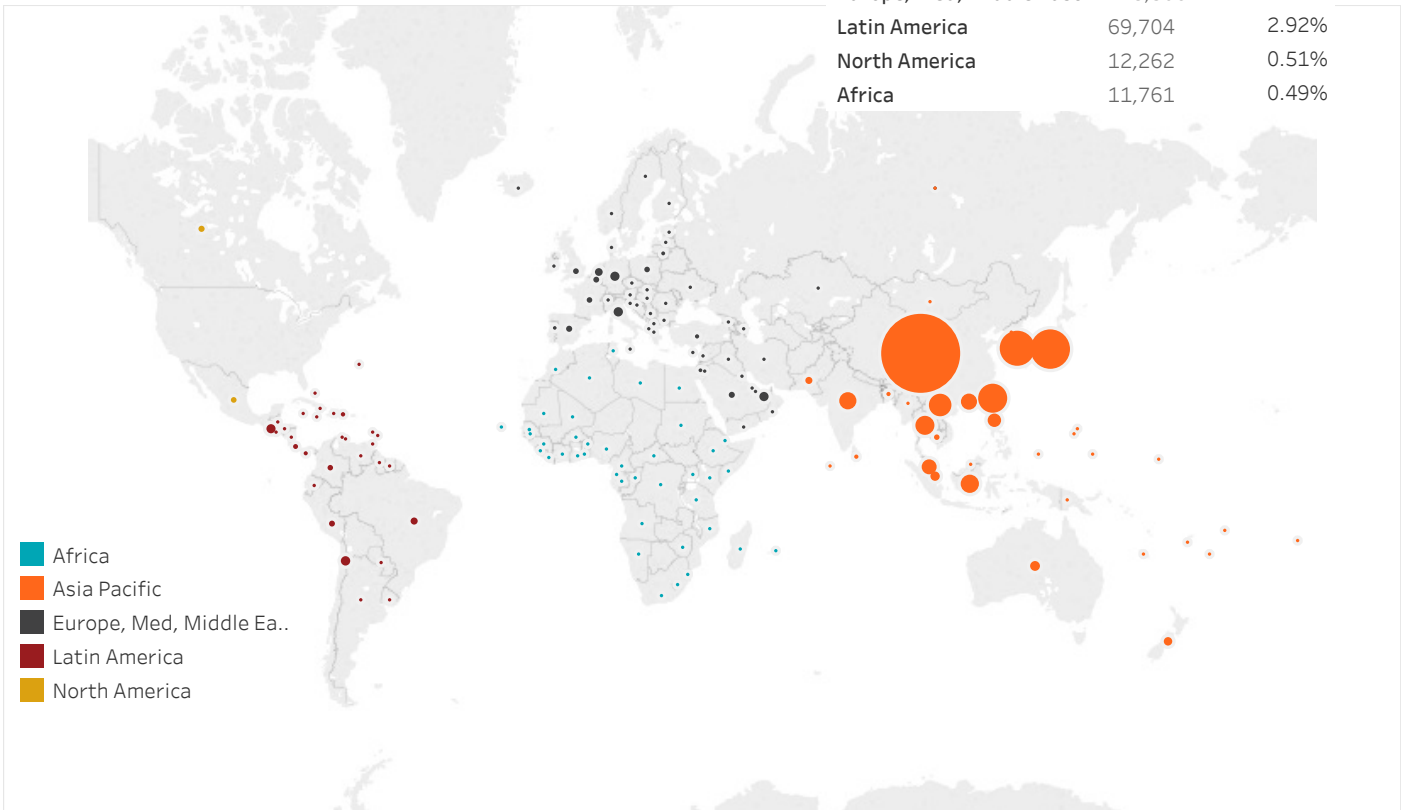 Latin America 69,704 2.92%
North America 12,262 0.51%
Africa 11,761 0.49%
Africa
Asia Pacific
Europe, Med, Middle Ea..
Latin America
North America